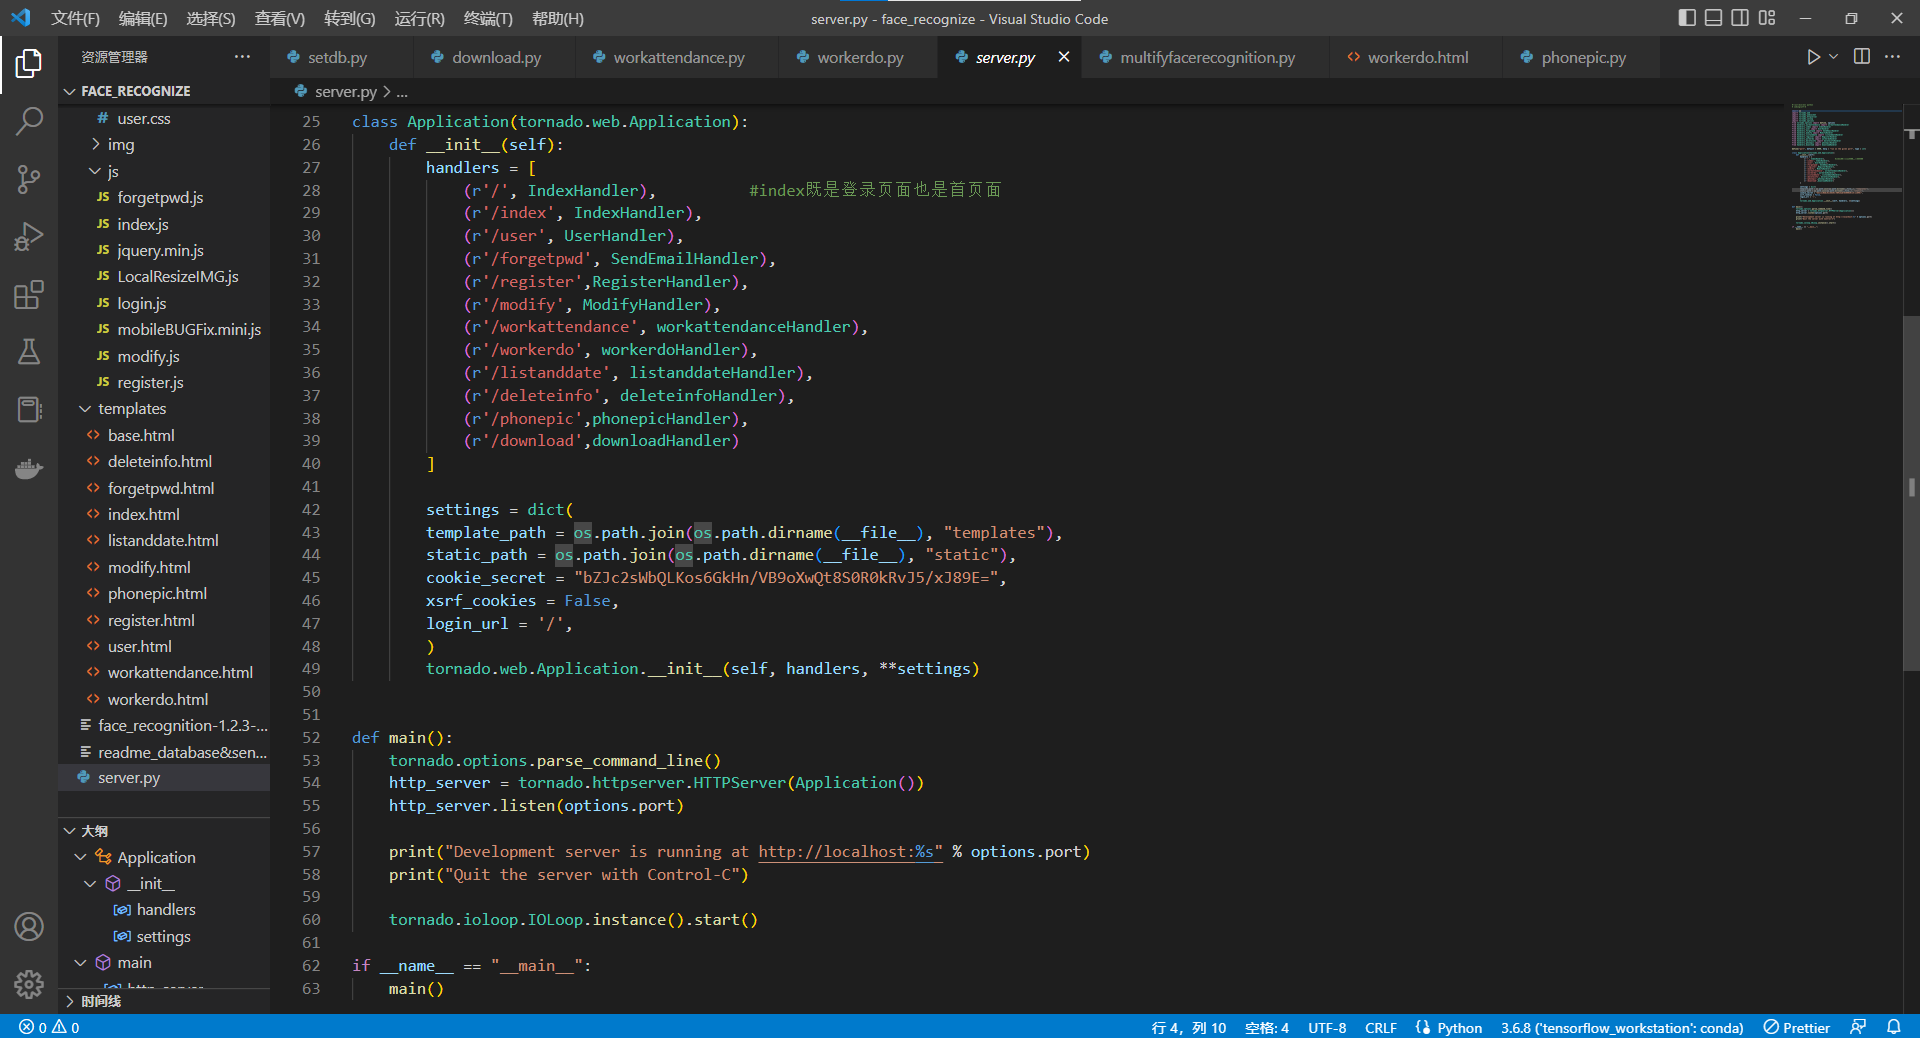 文件(F) 编辑(E) 选择(S) 查看(V) 转到(G) 运行(R) 终端(T) 帮助(H)
server.py - face_recognize - Visual Studio Code
资源管理器
setdb.py download.py workattendance.py workerdo.py server.py multifyfacerecognition.py workerdo.html phonepic.py
FACE_RECOGNIZE
server.py > ...
user.css
img
js
forgetpwd.js
index.js
jquery.min.js
LocalResizeIMG.js
login.js
mobileBUGFix.mini.js
modify.js
register.js
templates
base.html
deleteinfo.html
forgetpwd.html
index.html
listanddate.html
modify.html
phonepic.html
register.html
user.html
workattendance.html
workerdo.html
face_recognition-1.2.3-...
readme_database&sen...
server.py
大纲
Application
__init__
handlers
settings
main
时间线
25 class Application(tornado.web.Application):
26 def __init__(self):
27 handlers = [
28 (r'/', IndexHandler), #index既是登录页面也是首页面
29 (r'/index', IndexHandler),
30 (r'/user', UserHandler),
31 (r'/forgetpwd', SendEmailHandler),
32 (r'/register',RegisterHandler),
33 (r'/modify', ModifyHandler),
34 (r'/workattendance', workattendanceHandler),
35 (r'/workerdo', workerdoHandler),
36 (r'/listanddate', listanddateHandler),
37 (r'/deleteinfo', deleteinfoHandler),
38 (r'/phonepic',phonepicHandler),
39 (r'/download',downloadHandler)
40 ]
41
42 settings = dict(
43 template_path = os.path.join(os.path.dirname(__file__), "templates"),
44 static_path = os.path.join(os.path.dirname(__file__), "static"),
45 cookie_secret = "bZJc2sWbQLKos6GkHn/VB9oXwQt8S0R0kRvJ5/xJ89E=",
46 xsrf_cookies = False,
47 login_url = '/',
48 )
49 tornado.web.Application.__init__(self, handlers, **settings)
50
51
52 def main():
53 tornado.options.parse_command_line()
54 http_server = tornado.httpserver.HTTPServer(Application())
55 http_server.listen(options.port)
56
57 print("Development server is running at http://localhost:%s" % options.port)
58 print("Quit the server with Control-C")
59
60 tornado.ioloop.IOLoop.instance().start()
61
62 if __name__ == "__main__":
63 main()
0 0 行 4，列 10 空格: 4 UTF-8 CRLF Python 3.6.8 ('tensorflow_workstation': conda) Prettier